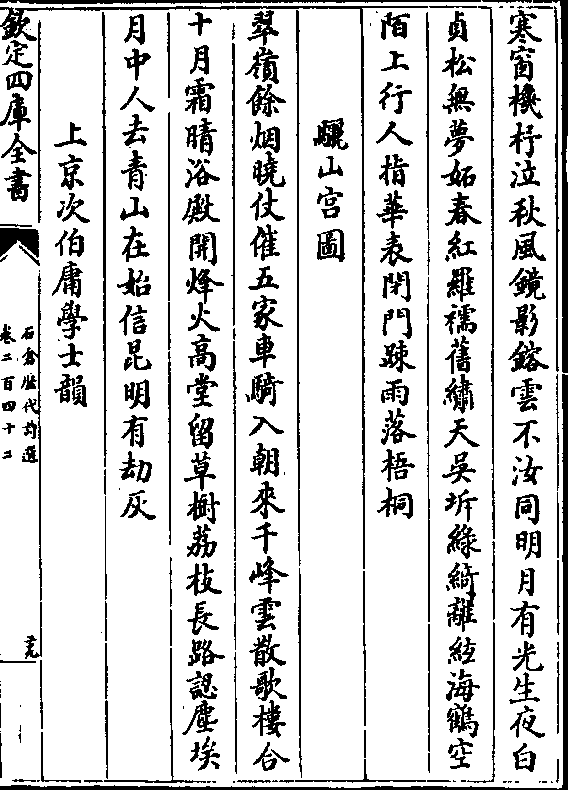 寒窗機杼泣秋風鏡影鎔雲不汝同明月有光生夜白
貞松無夢妬春紅羅襦舊繡天吳坼綠綺離絃海鶴空
陌上行人指華表閉門踈雨落梧桐
驪山宫圖
翠嶺餘烟曉仗催五家車騎入朝來千峰雲散歌樓合
十月霜晴浴殿開烽火高堂留草樹荔枝長路認塵埃
月中人去青山在始信昆明有劫灰
上京次伯庸學士韻
欽定四庫全書
石倉歴代詩選
卷二百四十二